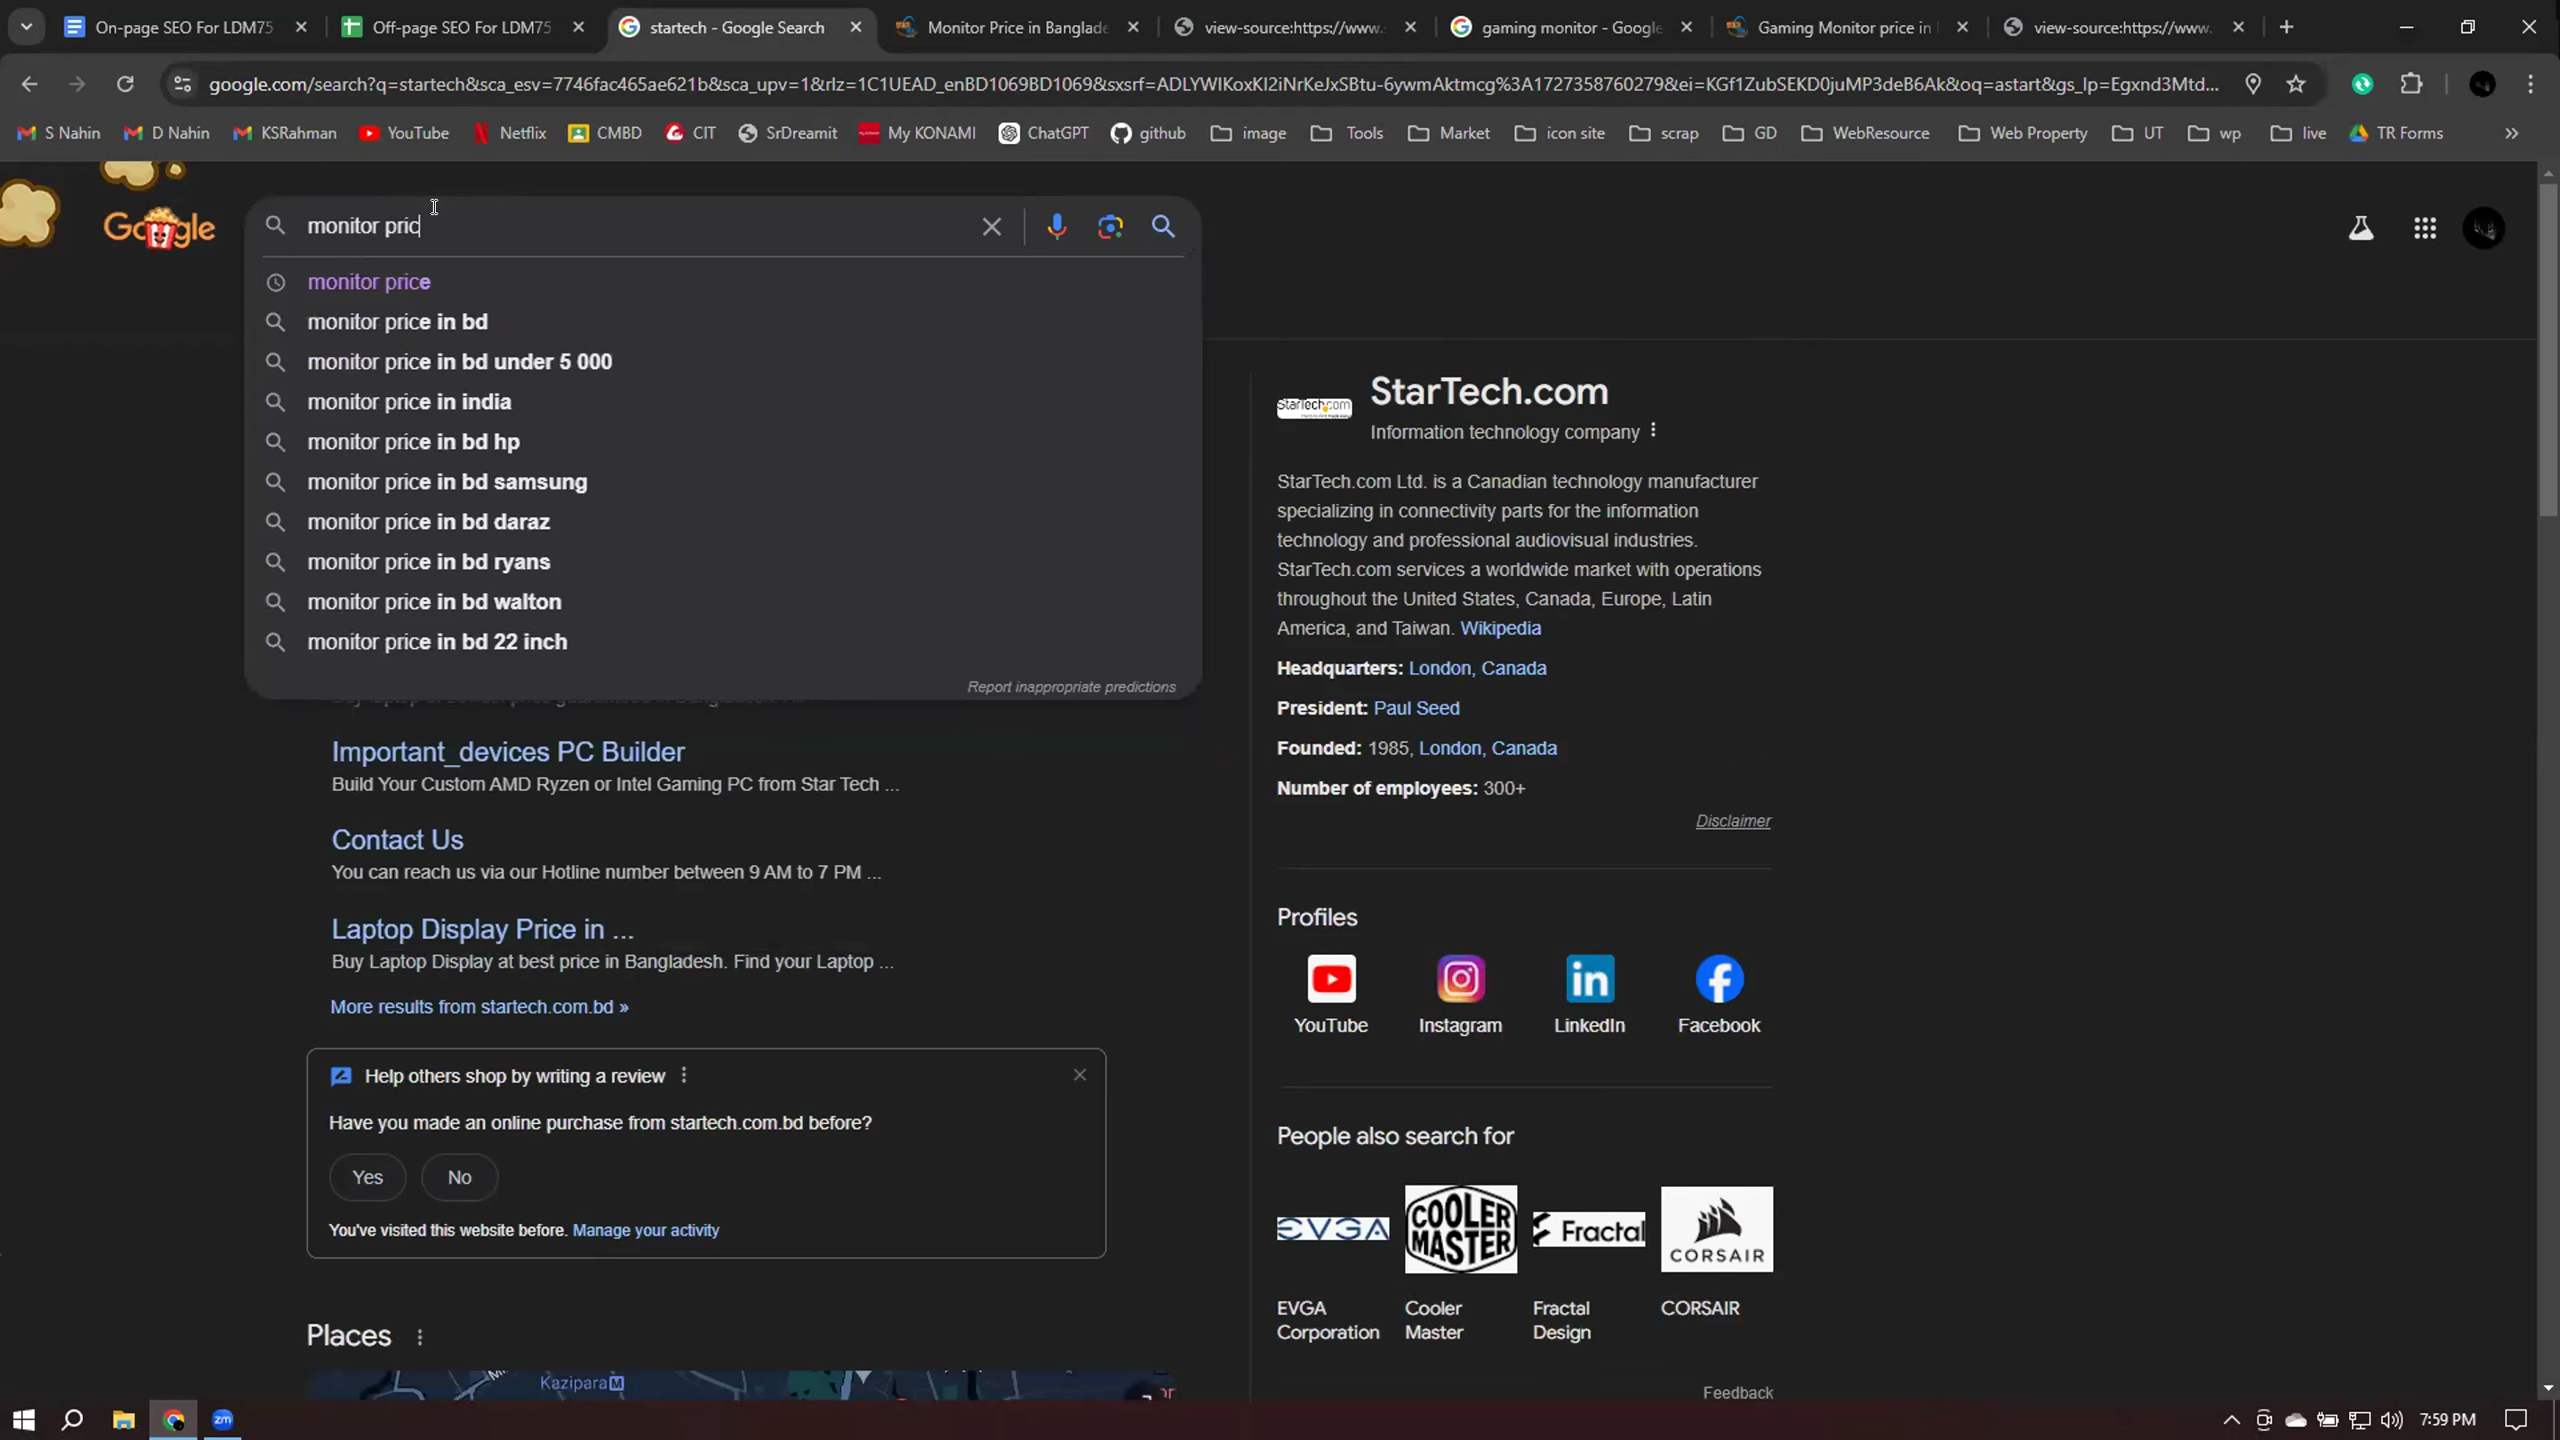 On-page SEO For LDM75
Off-page SEO For LDM75
startech - Google Search
Monitor Price in Banglade
view-source:https://www.
gaming monitor - Google
Gaming Monitor price in
view-source:https://www.
google.com/search?q=startech&sca_esv=7746fac465ae621b&sca_upv=1&rlz=1C1UEAD_enBD1069BD1069&sxsrf=ADLYWIKoxKl2iNrKeJxSBtu-6ywmAktmcg%3A1727358760279&ei=KGf1ZubSEKD0juMP3deB6Ak&oq=astart&gs_lp=Egxnd3Mtd...
S Nahin
D Nahin
KSRahman
YouTube
Netflix
CMBD
CIT
SrDreamit
My KONAMI
ChatGPT
github
image
Tools
Market
icon site
scrap
GD
WebResource
Web Property
UT
wp
live
TR Forms
Google
monitor pric
monitor price
monitor price in bd
monitor price in bd under 5 000
monitor price in india
monitor price in bd hp
monitor price in bd samsung
monitor price in bd daraz
monitor price in bd ryans
monitor price in bd walton
monitor price in bd 22 inch
Report inappropriate predictions
Important_devices PC Builder
Build Your Custom AMD Ryzen or Intel Gaming PC from Star Tech ...
Contact Us
You can reach us via our Hotline number between 9 AM to 7 PM ...
Laptop Display Price in ...
Buy Laptop Display at best price in Bangladesh. Find your Laptop ...
More results from startech.com.bd »
Help others shop by writing a review
Have you made an online purchase from startech.com.bd before?
Yes
No
You've visited this website before. Manage your activity
Places
Kazipara M
StarTech.com
StarTech.com
Information technology company
StarTech.com Ltd. is a Canadian technology manufacturer
specializing in connectivity parts for the information
technology and professional audiovisual industries.
StarTech.com services a worldwide market with operations
throughout the United States, Canada, Europe, Latin
America, and Taiwan. Wikipedia
Headquarters: London, Canada
President: Paul Seed
Founded: 1985, London, Canada
Number of employees: 300+
Disclaimer
Profiles
YouTube
Instagram
LinkedIn
Facebook
People also search for
EVGA
COOLER
MASTER
Fractal
CORSAIR
EVGA
Corporation
Cooler
Master
Fractal
Design
CORSAIR
Feedback
zm
7:59 PM